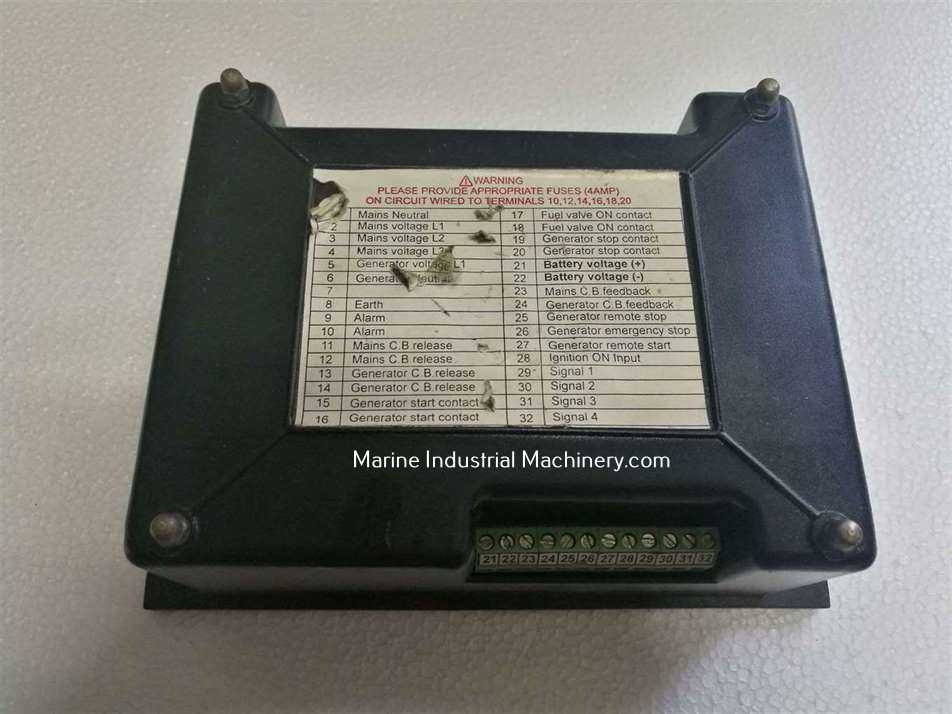 WARNING
PLEASE PROVIDE APPROPRIATE FUSES (4AMP)
ON CIRCUIT WIRED TO TERMINALS 10,12,14,16,18,20
Mains Neutral 17 Fuel valve ON contact
2 Mains voltage L1 18 Fuel valve ON contact
3 Mains voltage L2 19 Generator stop contact
4 Mains voltage L3 20 Generator stop contact
5 Generator voltage L1 21 Battery voltage (+)
6 Generator Neutral 22 Battery voltage (-)
7 23 Mains C.B.feedback
8 Earth 24 Generator C.B.feedback
9 Alarm 25 Generator remote stop
10 Alarm 26 Generator emergency stop
11 Mains C.B.release 27 Generator remote start
12 Mains C.B.release 28 Ignition ON Input
13 Generator C.B.release 29 Signal 1
14 Generator C.B.release 30 Signal 2
15 Generator start contact 31 Signal 3
16 Generator start contact 32 Signal 4
Marine Industrial Machinery.com
21 22 23 24 25 26 27 28 29 30 31 32